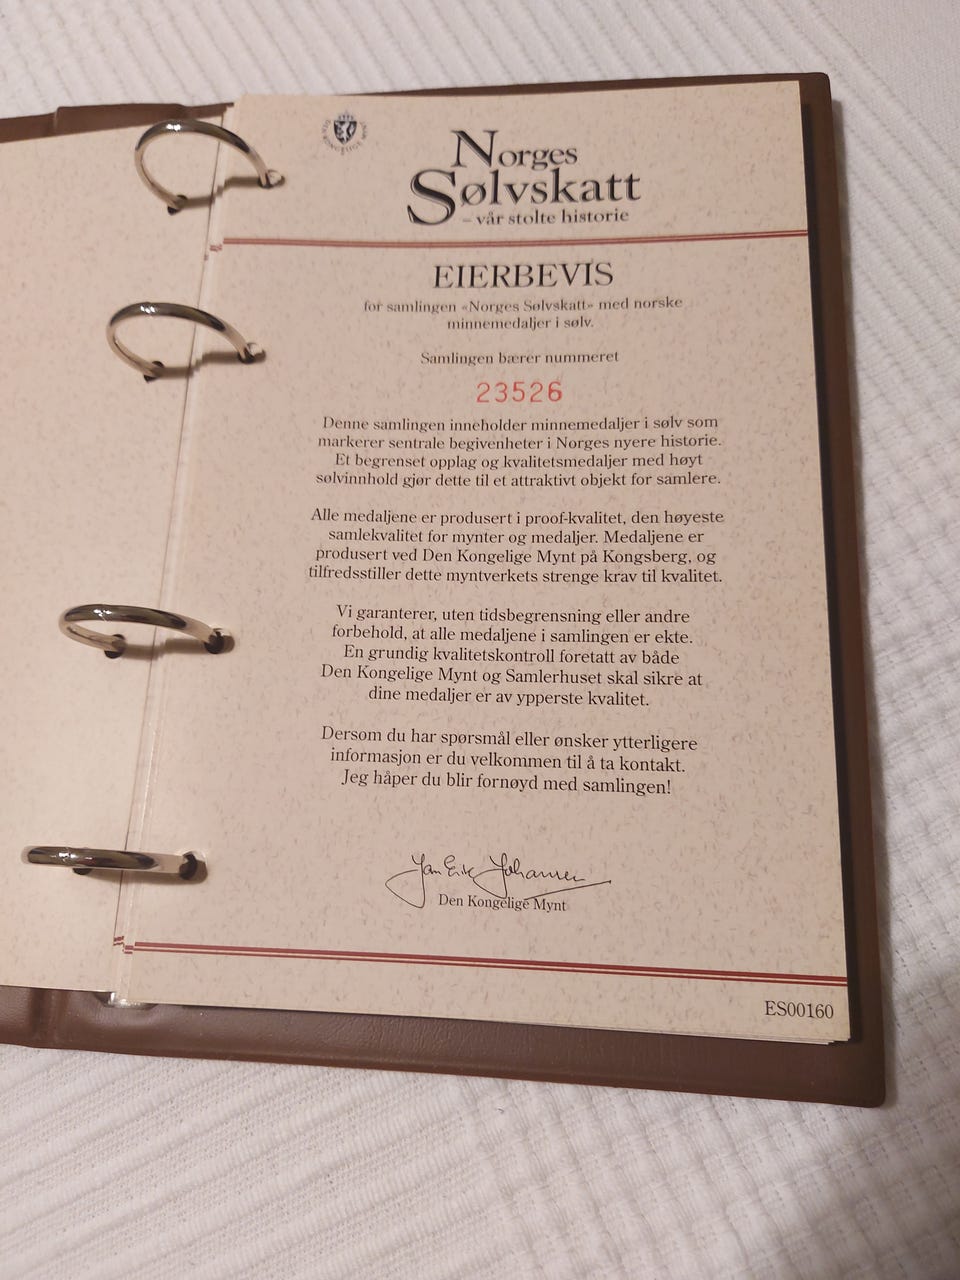 Norges
Sølvskatt
– vår stolte historie
EIERBEVIS
for samlingen «Norges Sølvskatt» med norske
minnemedaljer i sølv.
Samlingen bærer nummeret
23526
Denne samlingen inneholder minnemedaljer i sølv som
markerer sentrale begivenheter i Norges nyere historie.
Et begrenset opplag og kvalitetsmedaljer med høyt
sølvinnhold gjør dette til et attraktivt objekt for samlere.
Alle medaljene er produsert i proof-kvalitet, den høyeste
samlekvalitet for mynter og medaljer. Medaljene er
produsert ved Den Kongelige Mynt på Kongsberg, og
tilfredsstiller dette myntverkets strenge krav til kvalitet.
Vi garanterer, uten tidsbegrensning eller andre
forbehold, at alle medaljene i samlingen er ekte.
En grundig kvalitetskontroll foretatt av både
Den Kongelige Mynt og Samlerhuset skal sikre at
dine medaljer er av ypperste kvalitet.
Dersom du har spørsmål eller ønsker ytterligere
informasjon er du velkommen til å ta kontakt.
Jeg håper du blir fornøyd med samlingen!
Jan Erik Johansen
Den Kongelige Mynt
ES00160